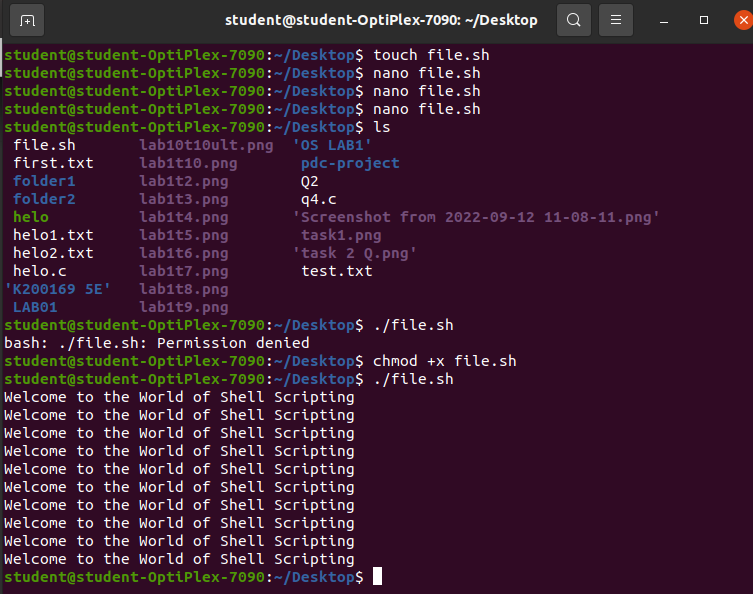 student@student-OptiPlex-7090: ~/Desktop
student@student-OptiPlex-7090:~/Desktop$ touch file.sh
student@student-OptiPlex-7090:~/Desktop$ nano file.sh
student@student-OptiPlex-7090:~/Desktop$ nano file.sh
student@student-OptiPlex-7090:~/Desktop$ nano file.sh
student@student-OptiPlex-7090:~/Desktop$ ls
file.sh lab10t10ult.png 'OS LAB1'
first.txt lab1t10.png pdc-project
folder1 lab1t2.png Q2
folder2 lab1t3.png q4.c
helo lab1t4.png 'Screenshot from 2022-09-12 11-08-11.png'
helo1.txt lab1t5.png task1.png
helo2.txt lab1t6.png 'task 2 Q.png'
helo.c lab1t7.png test.txt
'K200169 5E' lab1t8.png
LAB01 lab1t9.png
student@student-OptiPlex-7090:~/Desktop$ ./file.sh
bash: ./file.sh: Permission denied
student@student-OptiPlex-7090:~/Desktop$ chmod +x file.sh
student@student-OptiPlex-7090:~/Desktop$ ./file.sh
Welcome to the World of Shell Scripting
Welcome to the World of Shell Scripting
Welcome to the World of Shell Scripting
Welcome to the World of Shell Scripting
Welcome to the World of Shell Scripting
Welcome to the World of Shell Scripting
Welcome to the World of Shell Scripting
Welcome to the World of Shell Scripting
Welcome to the World of Shell Scripting
Welcome to the World of Shell Scripting
student@student-OptiPlex-7090:~/Desktop$